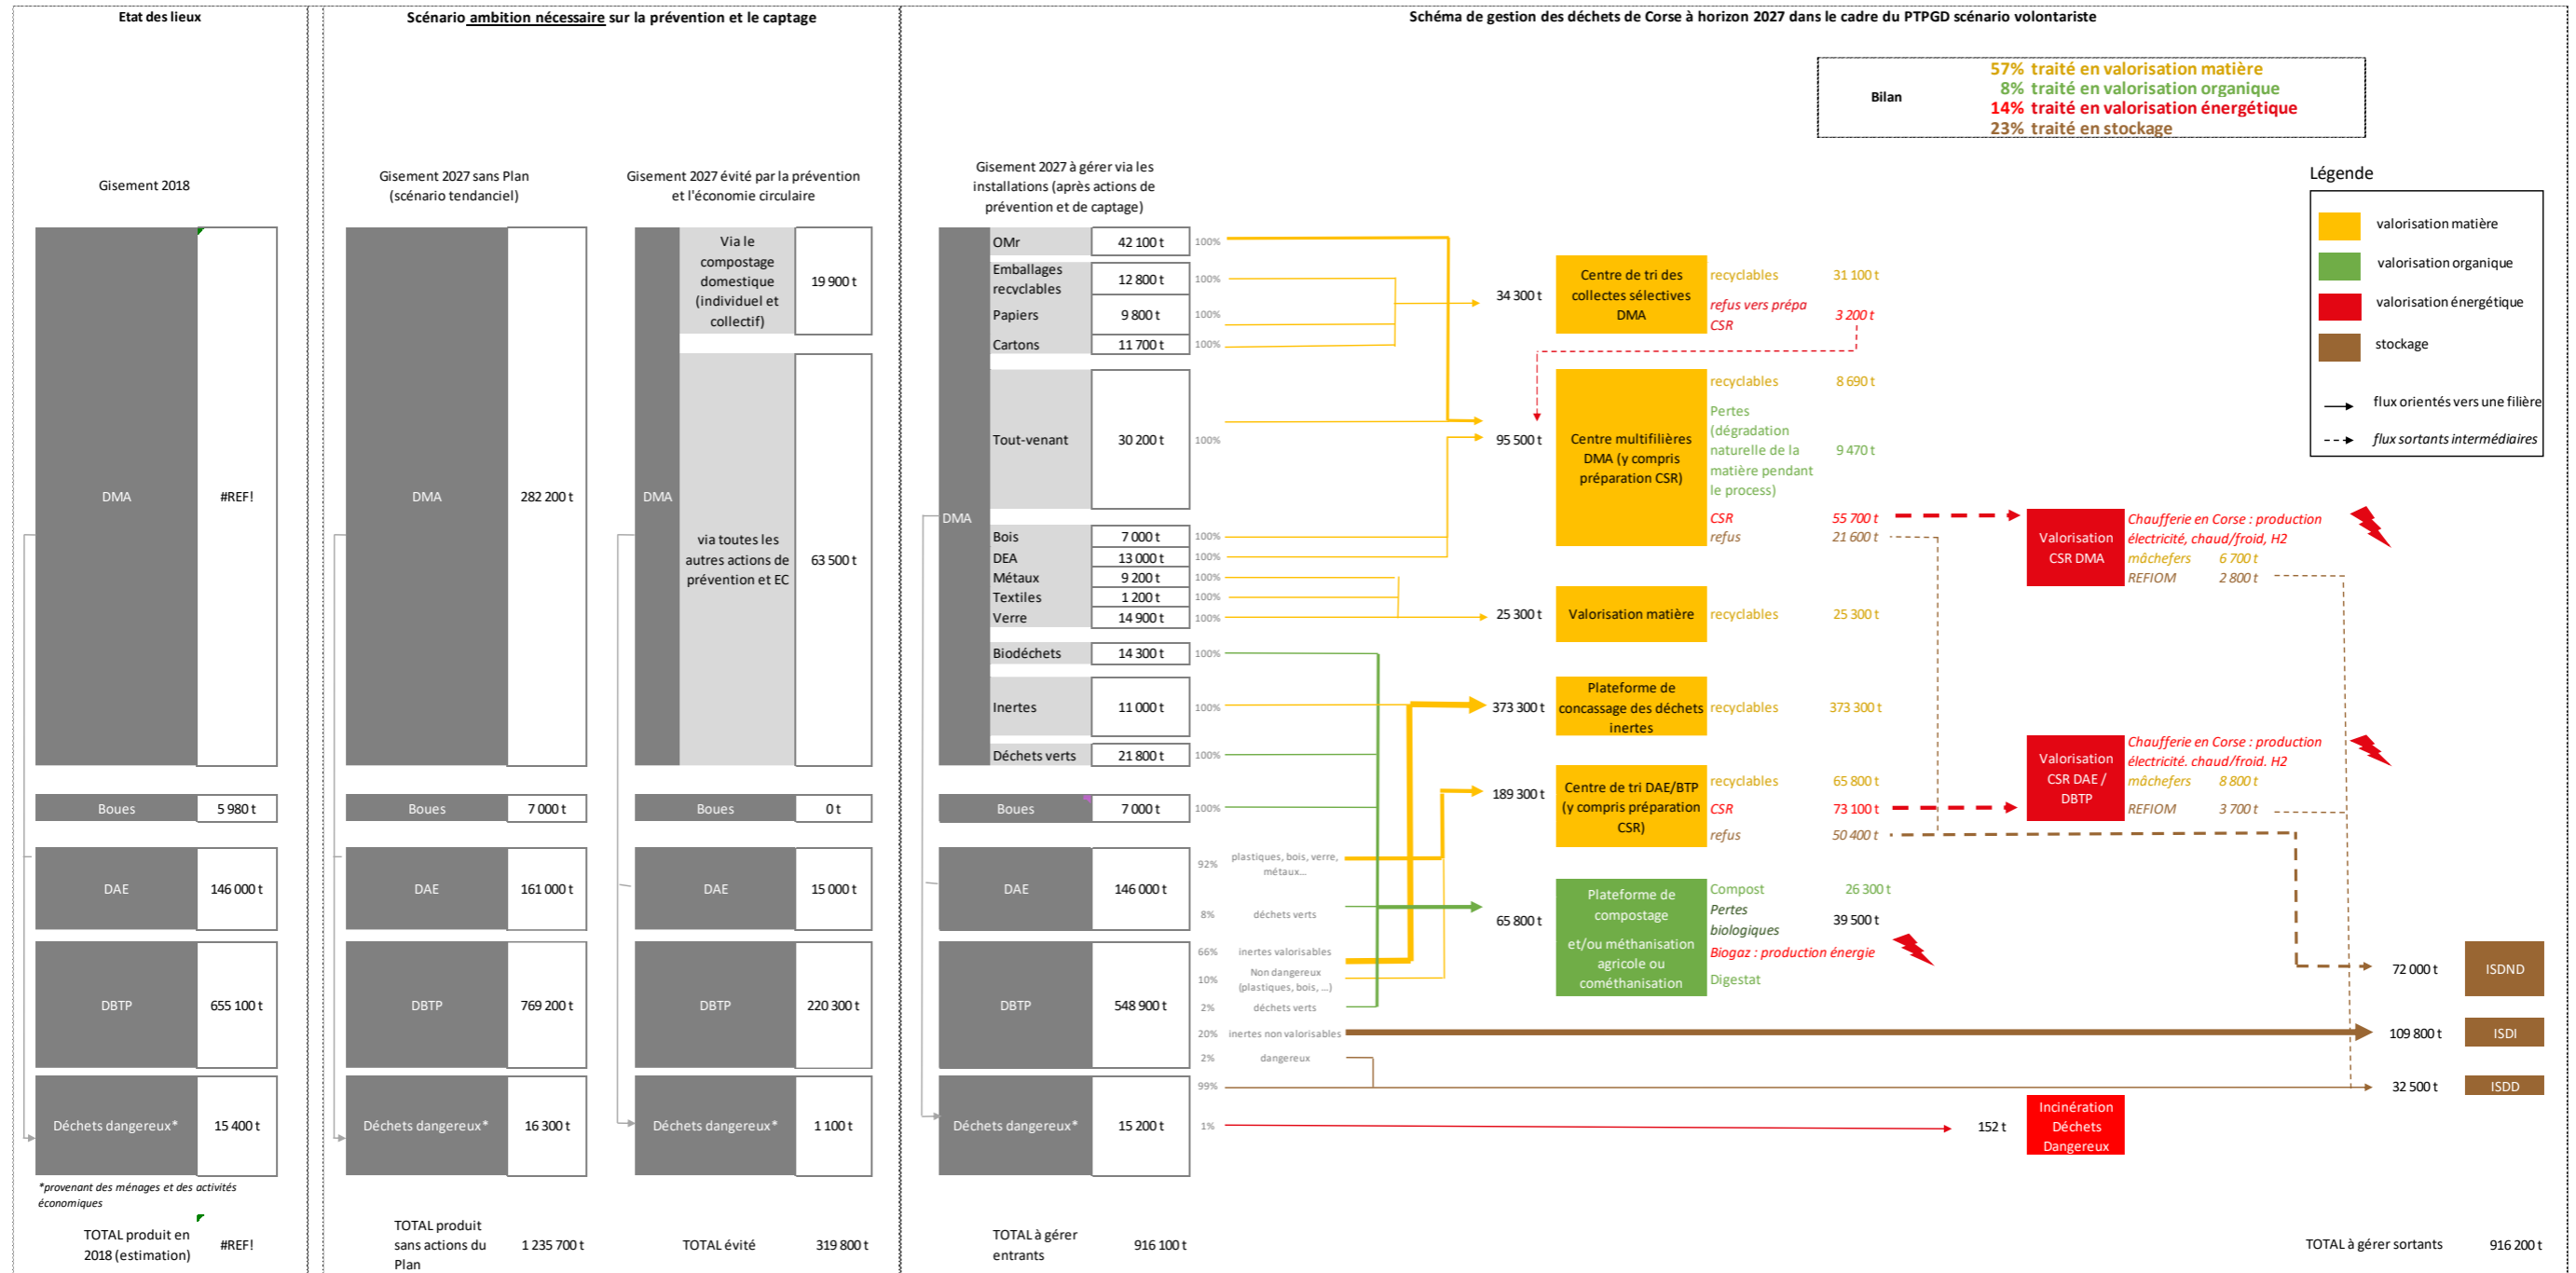 Etat des lieux
Scénario ambition nécessaire sur la prévention et le captage
Schéma de gestion des déchets de Corse à horizon 2027 dans le cadre du PTPGD scénario volontariste
Bilan
57% traité en valorisation matière
8% traité en valorisation organique
14% traité en valorisation énergétique
23% traité en stockage
Légende
valorisation matière
valorisation organique
valorisation énergétique
stockage
flux orientés vers une filière
flux sortants intermédiaires
Gisement 2018
DMA
#REF!
Boues
5 980 t
DAE
146 000 t
DBTP
655 100 t
Déchets dangereux*
15 400 t
*provenant des ménages et des activités
économiques
TOTAL produit en
2018 (estimation)
#REF!
Gisement 2027 sans Plan
(scénario tendanciel)
DMA
282 200 t
Boues
7 000 t
DAE
161 000 t
DBTP
769 200 t
Déchets dangereux*
16 300 t
TOTAL produit
sans actions du
Plan
1 235 700 t
Gisement 2027 évité par la prévention
et l'économie circulaire
DMA
Via le
compostage
domestique
(individuel et
collectif)
19 900 t
via toutes les
autres actions de
prévention et EC
63 500 t
Boues
0 t
DAE
15 000 t
DBTP
220 300 t
Déchets dangereux*
1 100 t
TOTAL évité
319 800 t
Gisement 2027 à gérer via les
installations (après actions de
prévention et de captage)
DMA
OMr
42 100 t
100%
Emballages
recyclables
12 800 t
100%
Papiers
9 800 t
100%
Cartons
11 700 t
100%
Tout-venant
30 200 t
100%
Bois
7 000 t
100%
DEA
13 000 t
100%
Métaux
9 200 t
100%
Textiles
1 200 t
100%
Verre
14 900 t
100%
Biodéchets
14 300 t
100%
Inertes
11 000 t
100%
Déchets verts
21 800 t
100%
Boues
7 000 t
100%
DAE
146 000 t
92%
plastiques, bois, verre,
métaux...
8%
déchets verts
DBTP
548 900 t
66%
inertes valorisables
10%
Non dangereux
(plastiques, bois, ...)
2%
déchets verts
20%
inertes non valorisables
2%
dangereux
Déchets dangereux*
15 200 t
99%
1%
TOTAL à gérer
entrants
916 100 t
34 300 t
Centre de tri des
collectes sélectives
DMA
recyclables
31 100 t
refus vers prépa
CSR
3 200 t
95 500 t
Centre multifilières
DMA (y compris
préparation CSR)
recyclables
8 690 t
Pertes
(dégradation
naturelle de la
matière pendant
le process)
9 470 t
CSR
55 700 t
refus
21 600 t
25 300 t
Valorisation matière
recyclables
25 300 t
373 300 t
Plateforme de
concassage des déchets
inertes
recyclables
373 300 t
189 300 t
Centre de tri DAE/BTP
(y compris préparation
CSR)
recyclables
65 800 t
CSR
73 100 t
refus
50 400 t
65 800 t
Plateforme de
compostage
et/ou méthanisation
agricole ou
cométhanisation
Compost
26 300 t
Pertes
biologiques
39 500 t
Biogaz : production énergie
Digestat
Valorisation
CSR DMA
Chaufferie en Corse : production
électricité, chaud/froid, H2
mâchefers
6 700 t
REFIOM
2 800 t
Valorisation
CSR DAE /
DBTP
Chaufferie en Corse : production
électricité. chaud/froid. H2
mâchefers
8 800 t
REFIOM
3 700 t
72 000 t
ISDND
109 800 t
ISDI
32 500 t
ISDD
152 t
Incinération
Déchets
Dangereux
TOTAL à gérer sortants
916 200 t